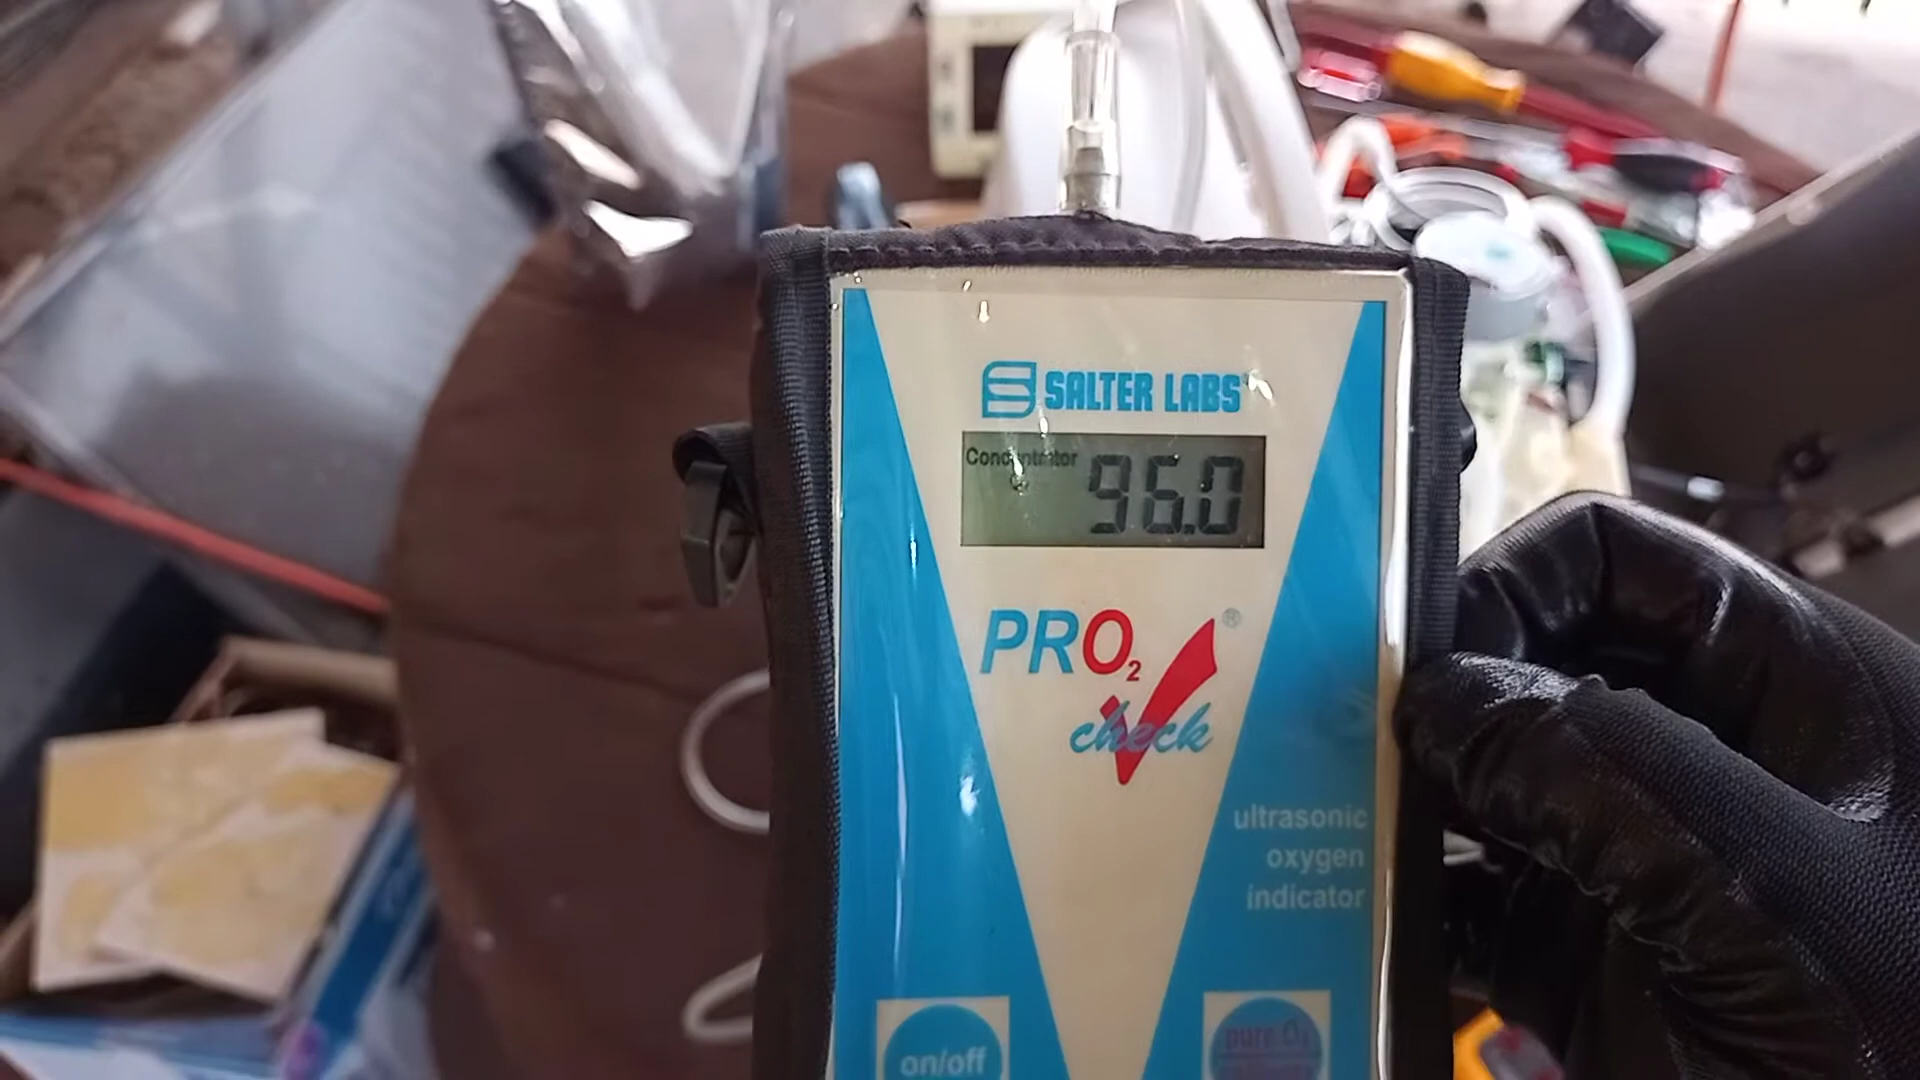 SALTER LABS®
Concentrator
96.0
PRO₂ ®
check
ultrasonic
oxygen
indicator
on/off
pure O₂